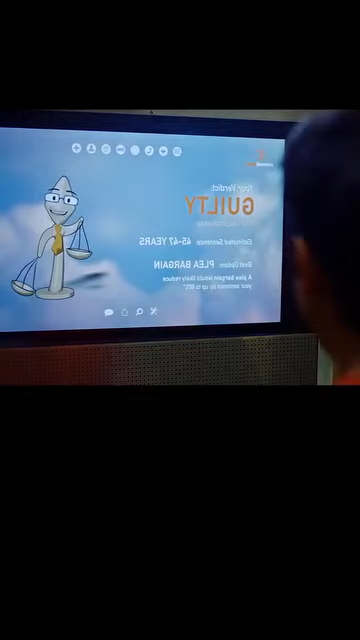 Your Verdict:
GUILTY
Estimated Sentence: 45-47 YEARS
Best Option: PLEA BARGAIN
A plea bargain would likely reduce
your sentence by up to